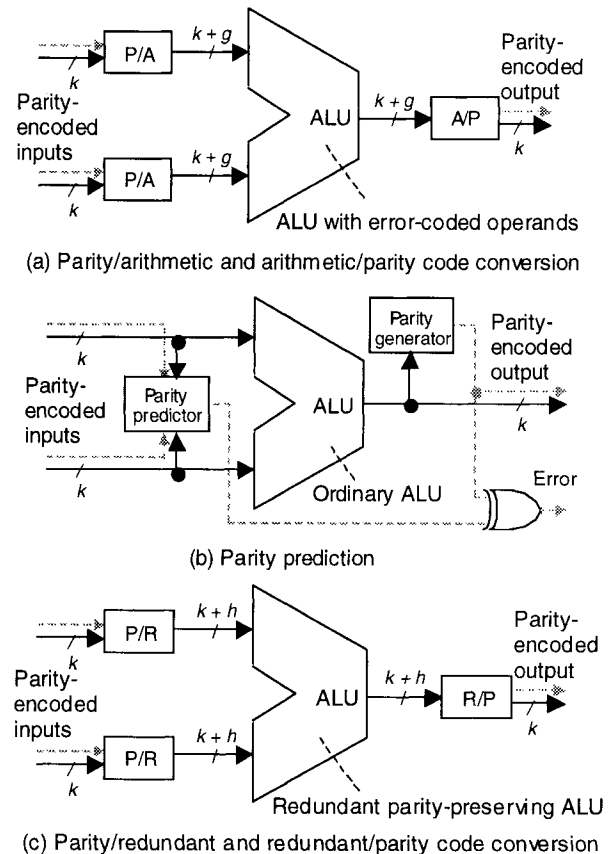 P/A
k + g
k
Parity-
encoded
inputs
P/A
k + g
k
ALU
k + g
A/P
Parity-
encoded
output
k
ALU with error-coded operands
(a) Parity/arithmetic and arithmetic/parity code conversion
k
Parity-
encoded
inputs
Parity
predictor
k
ALU
Ordinary ALU
Parity
generator
Parity-
encoded
output
k
Error
(b) Parity prediction
P/R
k + h
k
Parity-
encoded
inputs
P/R
k + h
k
ALU
k + h
R/P
Parity-
encoded
output
k
Redundant parity-preserving ALU
(c) Parity/redundant and redundant/parity code conversion